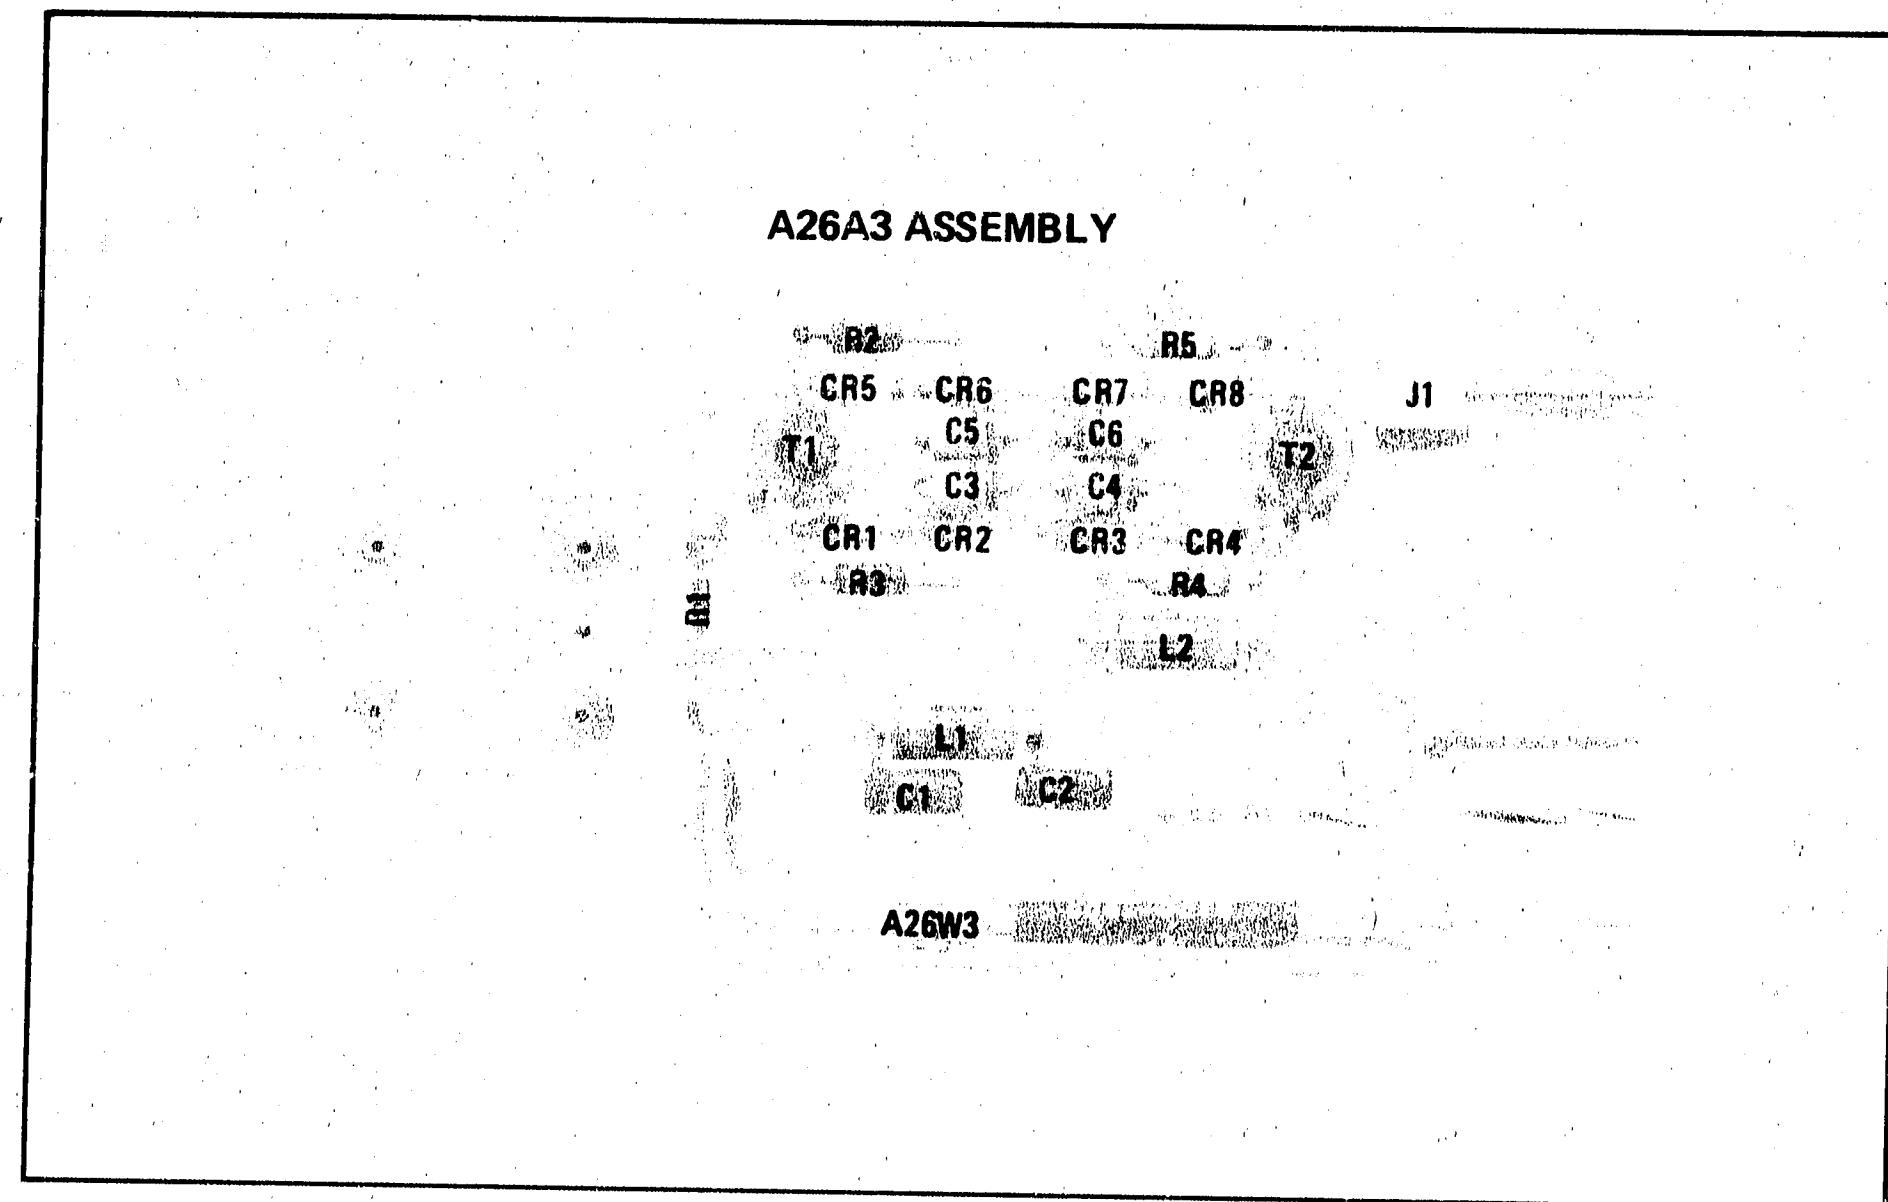 A26A3 ASSEMBLY
R2 R5
CR5 CR6 CR7 CR8 J1
C5 C6
T1 T2
C3 C4
CR1 CR2 CR3 CR4
R3 R4
R1
L2
L1
C1 C2
A26W3